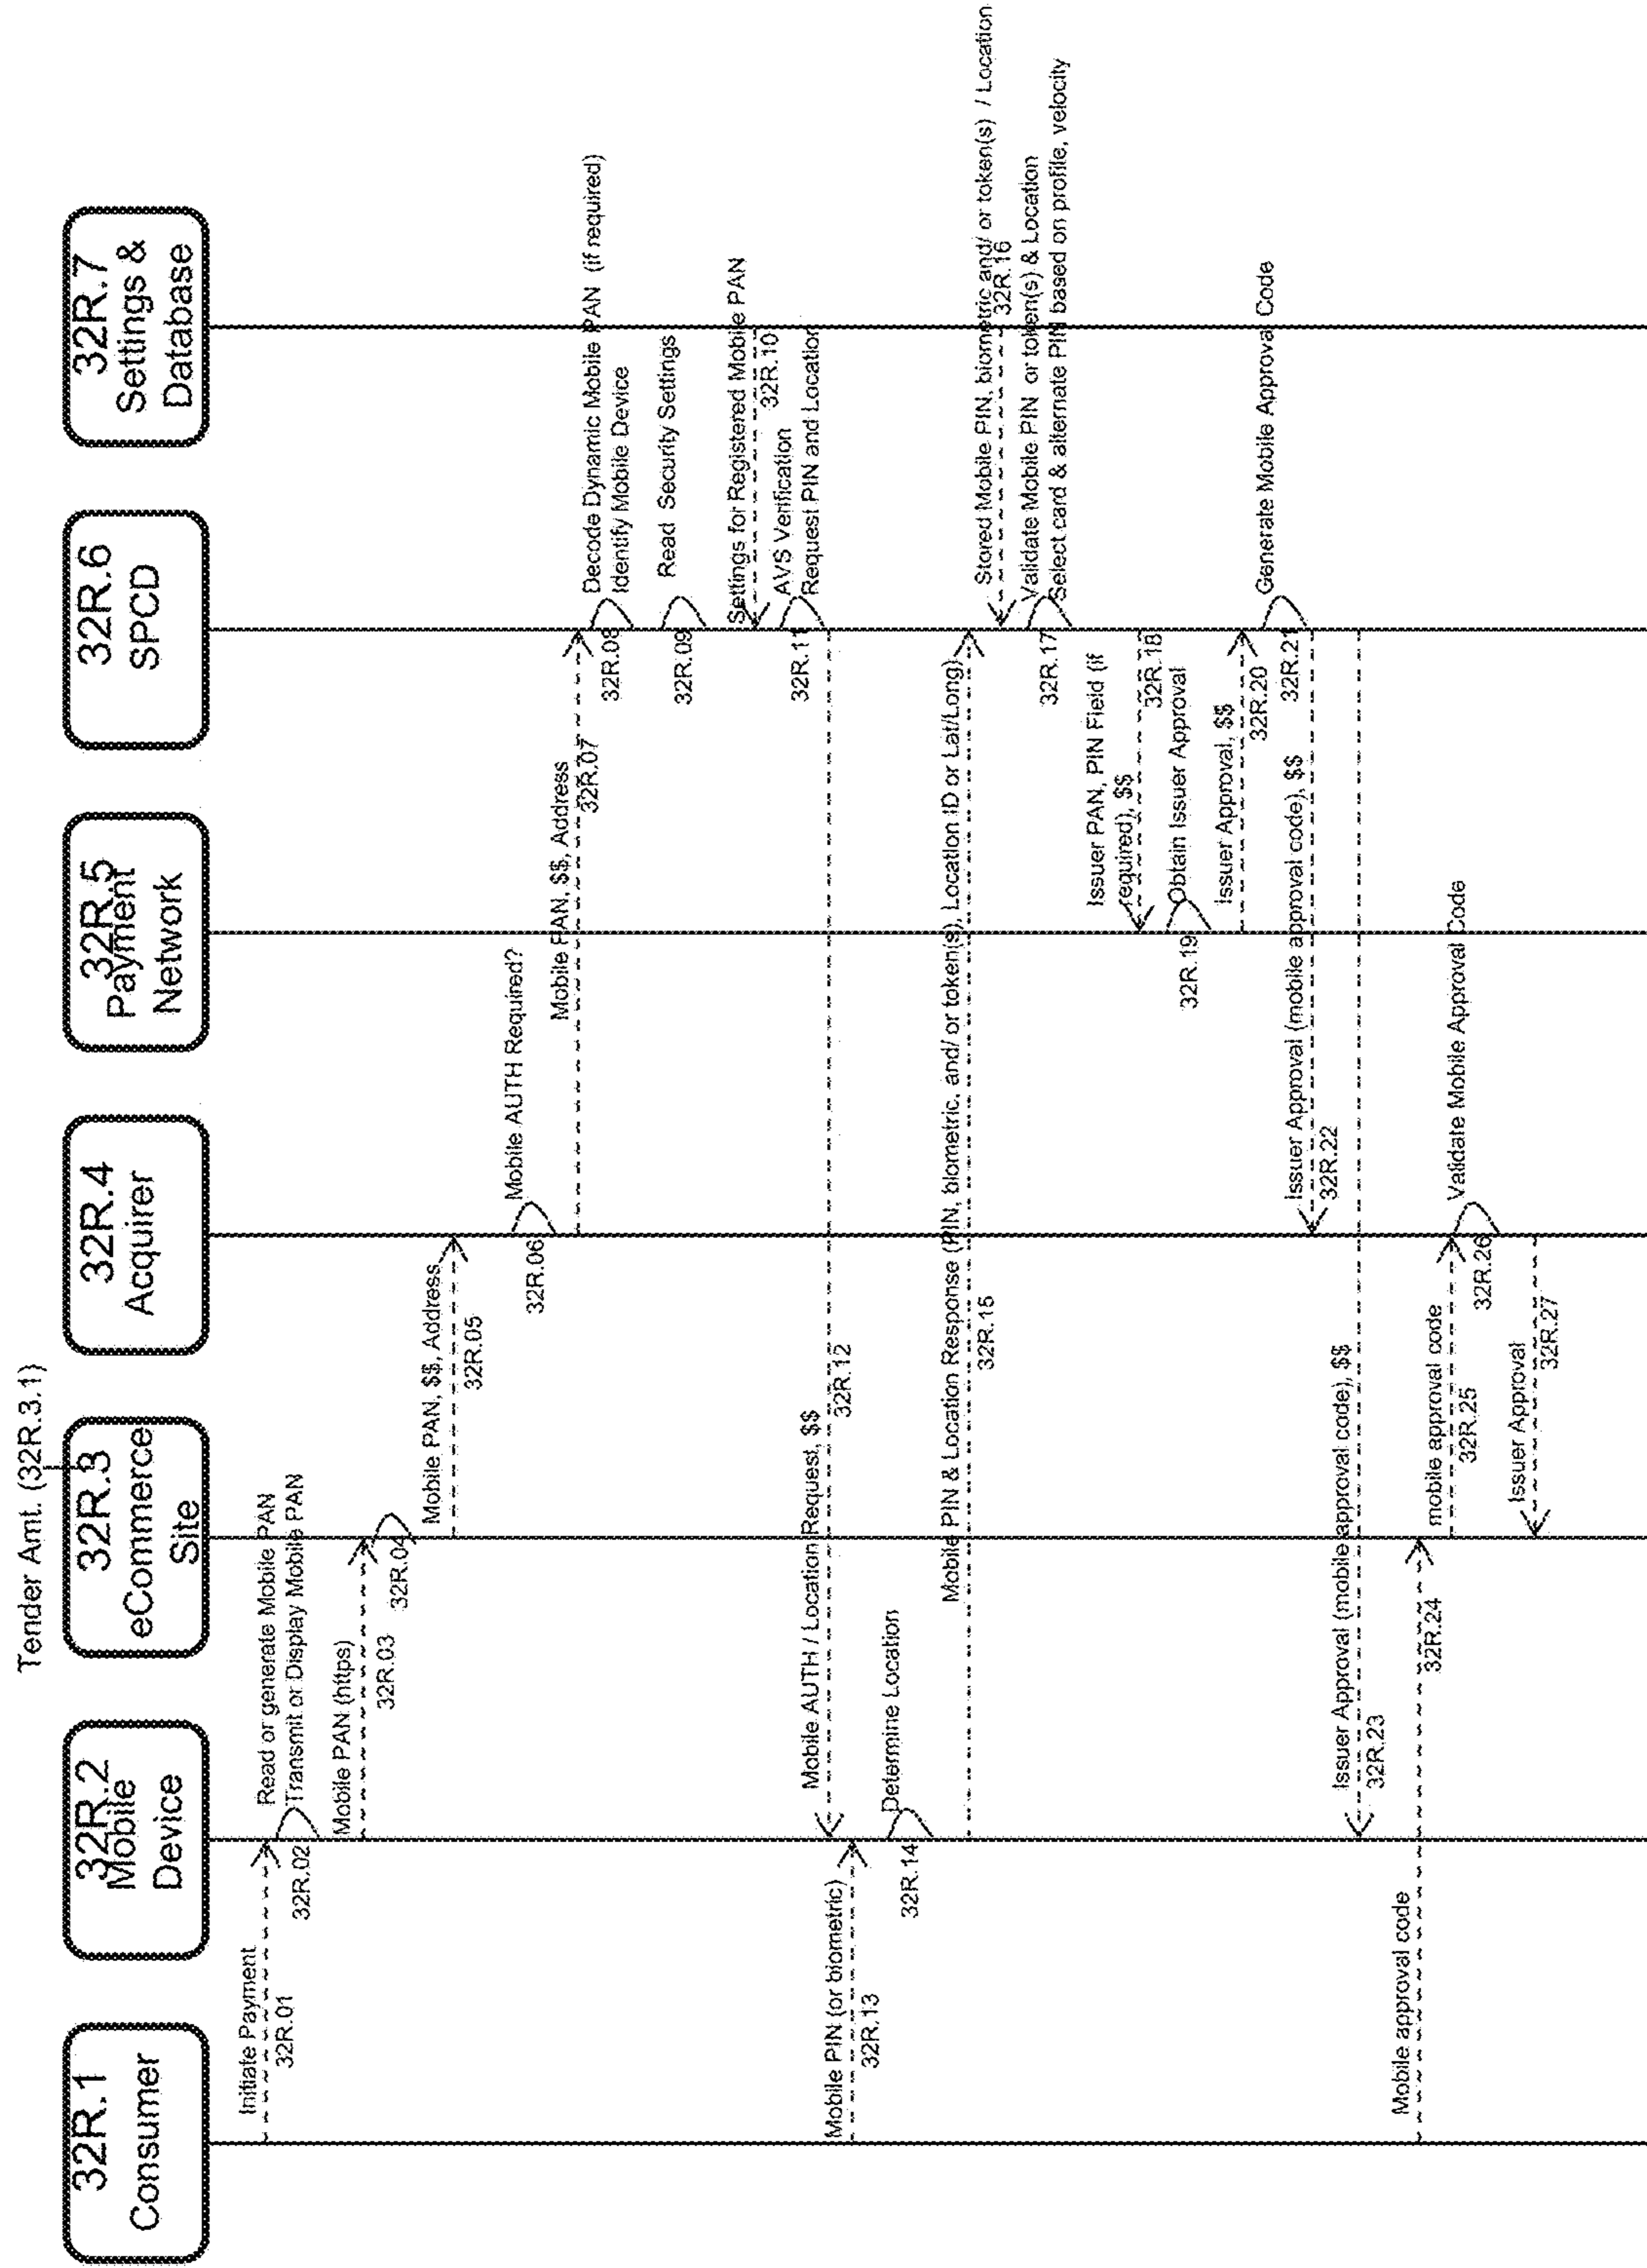 Tender Amt. (32R.3.1)
32R.1
Consumer
32R.2
Mobile
Device
32R.3
eCommerce
Site
32R.4
Acquirer
32R.5
Payment
Network
32R.6
SPCD
32R.7
Settings &
Database
Initiate Payment
32R.01
Read or generate Mobile PAN
Transmit or Display Mobile PAN
32R.02
Mobile PAN (https)
32R.03
32R.04
Mobile PAN, $$, Address
32R.05
Mobile AUTH Required?
32R.06
Mobile PAN, $$, Address
32R.07
Decode Dynamic Mobile PAN (if required)
Identify Mobile Device
32R.08
Read Security Settings
32R.09
Settings for Registered Mobile PAN
32R.10
AVS Verification
Request PIN and Location
32R.11
Mobile AUTH / Location Request, $$
32R.12
Mobile PIN (or biometric)
32R.13
Determine Location
32R.14
Mobile PIN & Location Response (PIN, biometric, and/ or token(s), Location ID or Lat/Long)
32R.15
Stored Mobile PIN, biometric and/ or token(s) / Location
32R.16
Validate Mobile PIN or token(s) & Location
Select card & alternate PIN based on profile, velocity
32R.17
Issuer PAN, PIN Field (if
required), $$
32R.18
Obtain Issuer Approval
32R.19
Issuer Approval, $$
32R.20
Generate Mobile Approval Code
32R.21
Issuer Approval (mobile approval code), $$
32R.22
Issuer Approval (mobile approval code), $$
32R.23
Mobile approval code
32R.24
mobile approval code
32R.25
Validate Mobile Approval Code
32R.26
Issuer Approval
32R.27